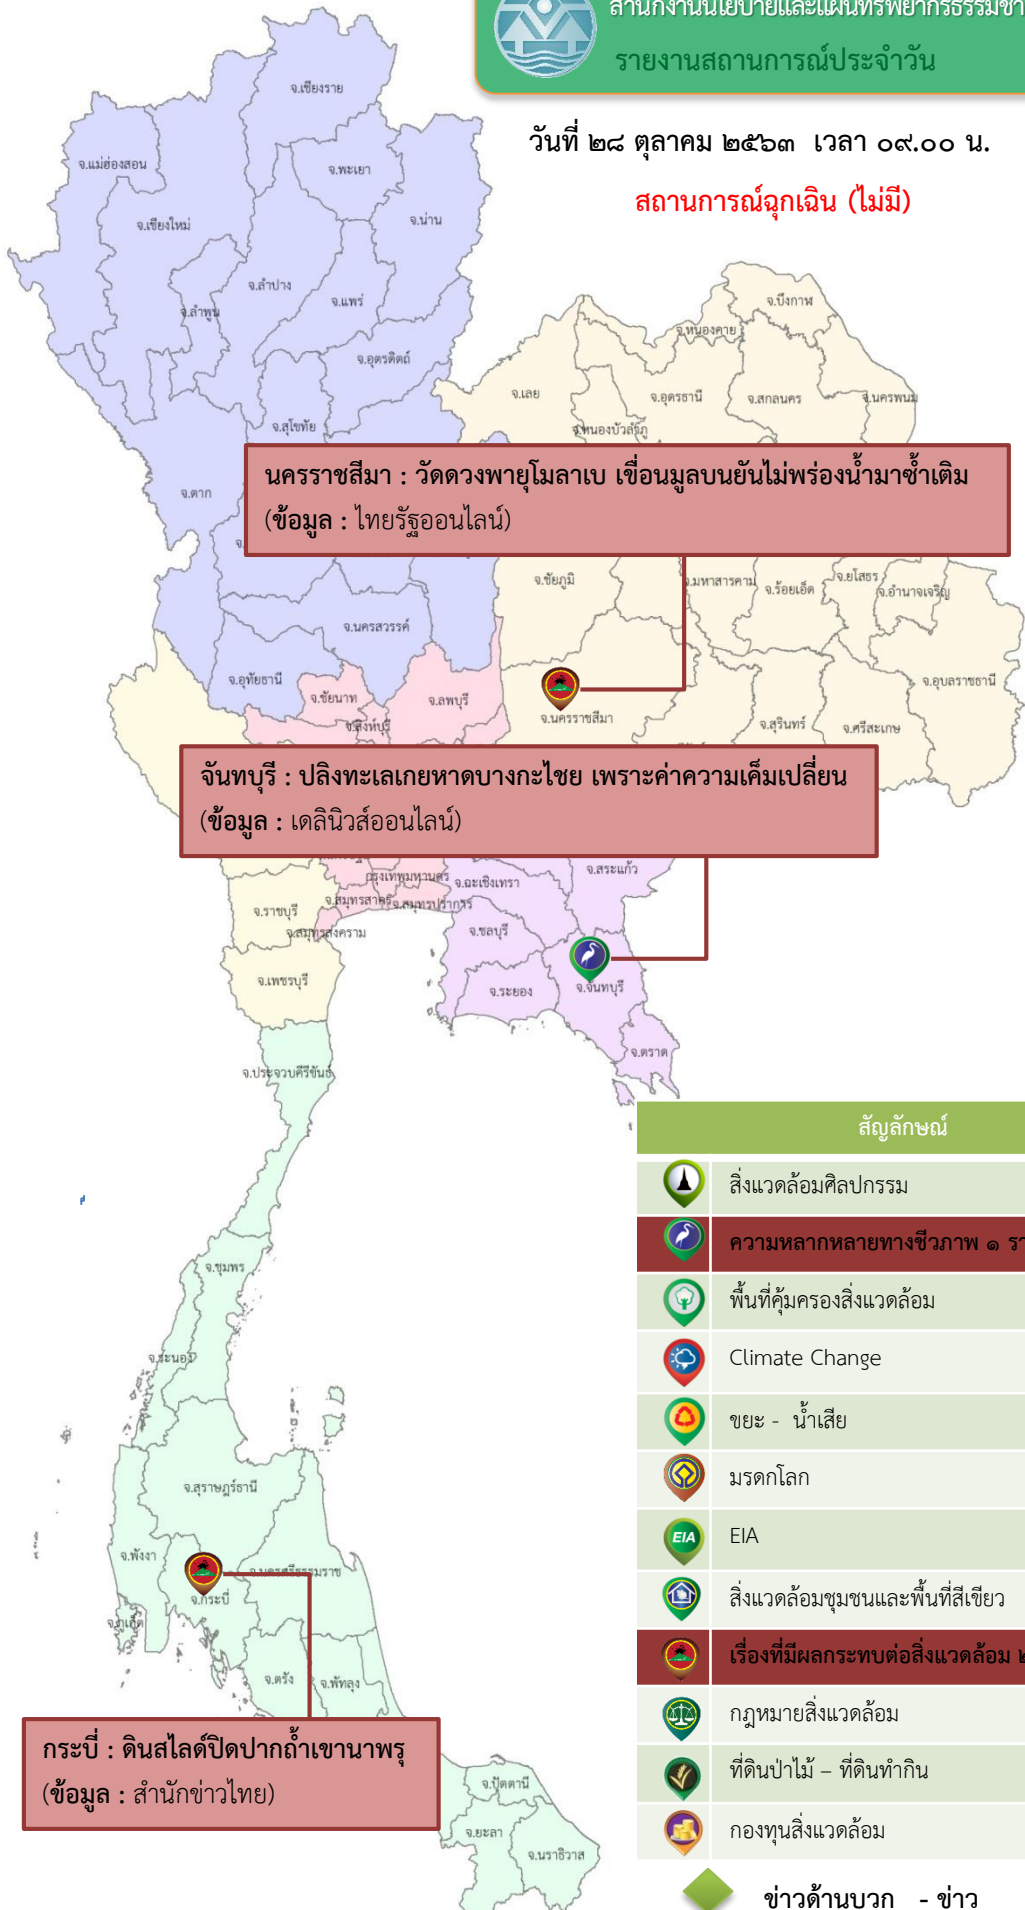 สำนักงานนโยบายและแผนทรัพยากรธรรมชา
รายงานสถานการณ์ประจำวัน
วันที่ ๒๘ ตุลาคม ๒๕๖๓ เวลา ๐๙.๐๐ น.
สถานการณ์ฉุกเฉิน (ไม่มี)
จ.เชียงราย
จ.แม่ฮ่องสอน
จ.พะเยา
จ.เชียงใหม่
จ.น่าน
จ.ลำปาง
จ.แพร่
จ.ลำพูน
จ.บึงกาฬ
จ.หนองคาย
จ.อุตรดิตถ์
จ.เลย
จ.อุดรธานี
จ.สกลนคร
จ.นครพนม
จ.สุโขทัย
จ.หนองบัวลำภู
จ.ตาก
นครราชสีมา : วัดดวงพายุโมลาเบ เขื่อนมูลบนยันไม่พร่องน้ำมาซ้ำเติม
(ข้อมูล : ไทยรัฐออนไลน์)
จ.ชัยภูมิ
จ.มหาสารคาม
จ.ร้อยเอ็ด
จ.ยโสธร
จ.อำนาจเจริญ
จ.นครสวรรค์
จ.อุทัยธานี
จ.ชัยนาท
จ.ลพบุรี
จ.อุบลราชธานี
จ.สิงห์บุรี
จ.นครราชสีมา
จ.สุรินทร์
จ.ศรีสะเกษ
จันทบุรี : ปลิงทะเลเกยหาดบางกะไชย เพราะค่าความเค็มเปลี่ยน
(ข้อมูล : เดลินิวส์ออนไลน์)
กรุงเทพมหานคร
จ.ฉะเชิงเทรา
จ.สระแก้ว
จ.ราชบุรี
จ.สมุทรสาคร
จ.สมุทรปราการ
จ.สมุทรสงคราม
จ.ชลบุรี
จ.เพชรบุรี
จ.ระยอง
จ.จันทบุรี
จ.ตราด
จ.ประจวบคีรีขันธ์
สัญลักษณ์
สิ่งแวดล้อมศิลปกรรม
ความหลากหลายทางชีวภาพ ๑ รา
พื้นที่คุ้มครองสิ่งแวดล้อม
Climate Change
ขยะ - น้ำเสีย
มรดกโลก
EIA
EIA
สิ่งแวดล้อมชุมชนและพื้นที่สีเขียว
เรื่องที่มีผลกระทบต่อสิ่งแวดล้อม ๒
กฎหมายสิ่งแวดล้อม
ที่ดินป่าไม้ – ที่ดินทำกิน
กองทุนสิ่งแวดล้อม
ข่าวด้านบวก - ข่าว
จ.ชุมพร
จ.ระนอง
จ.สุราษฎร์ธานี
จ.พังงา
จ.นครศรีธรรมราช
จ.กระบี่
จ.ภูเก็ต
จ.ตรัง
จ.พัทลุง
กระบี่ : ดินสไลด์ปิดปากถ้ำเขานาพรุ
(ข้อมูล : สำนักข่าวไทย)
จ.ปัตตานี
จ.ยะลา
จ.นราธิวาส